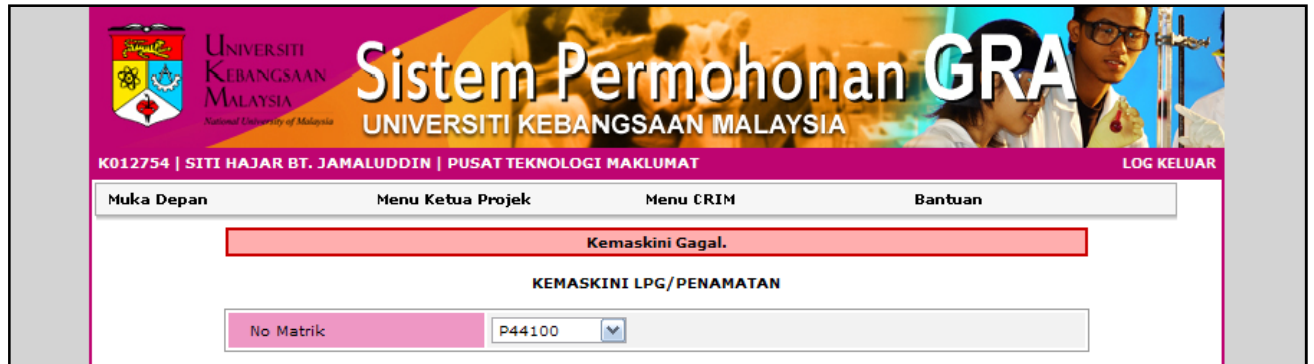 UNIVERSITI
KEBANGSAAN
MALAYSIA
National University of Malaysia
Sistem Permohonan GRA
UNIVERSITI KEBANGSAAN MALAYSIA
K012754 | SITI HAJAR BT. JAMALUDDIN | PUSAT TEKNOLOGI MAKLUMAT LOG KELUAR
Muka Depan Menu Ketua Projek Menu CRIM Bantuan
Kemaskini Gagal.
KEMASKINI LPG/PENAMATAN
No Matrik P44100